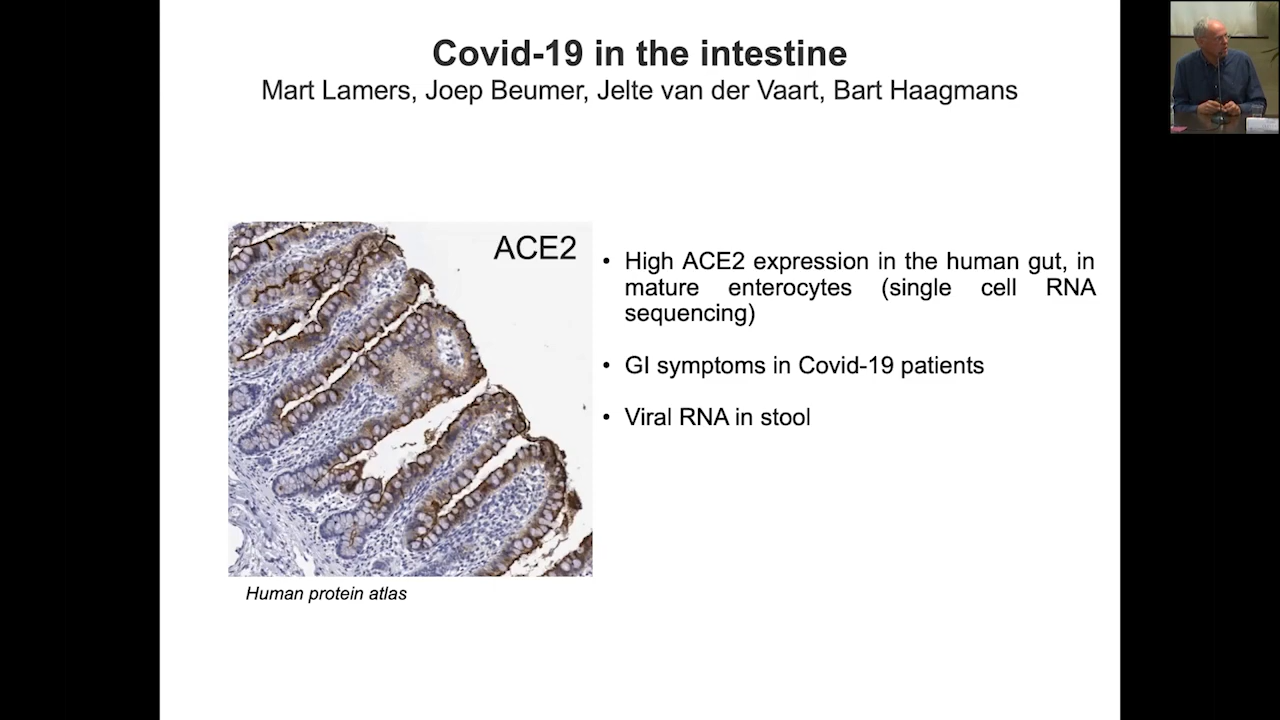 Covid-19 in the intestine
Mart Lamers, Joep Beumer, Jelte van der Vaart, Bart Haagmans
ACE2
• High ACE2 expression in the human gut, in
mature enterocytes (single cell RNA
sequencing)
• GI symptoms in Covid-19 patients
• Viral RNA in stool
Human protein atlas